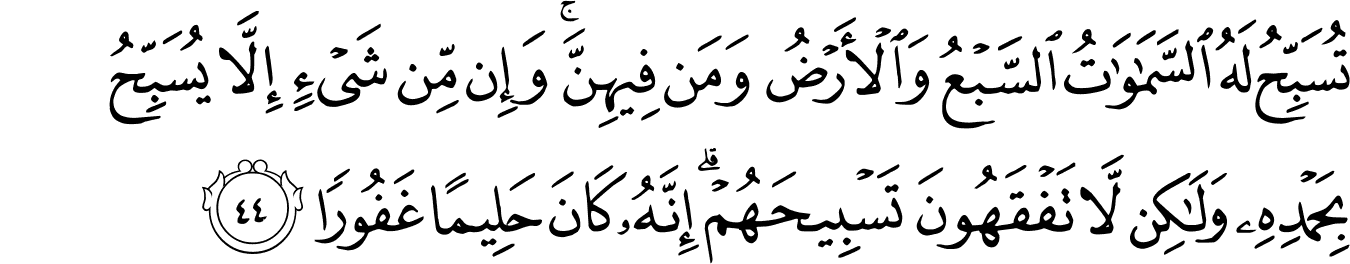 تُسَبِّحُ لَهُ ٱلسَّمَٰوَٰتُ ٱلسَّبْعُ وَٱلْأَرْضُ وَمَن فِيهِنَّ ۚ وَإِن مِّن شَىْءٍ إِلَّا يُسَبِّحُ
بِحَمْدِهِۦ وَلَٰكِن لَّا تَفْقَهُونَ تَسْبِيحَهُمْ ۗ إِنَّهُۥ كَانَ حَلِيمًا غَفُورًا ٤٤